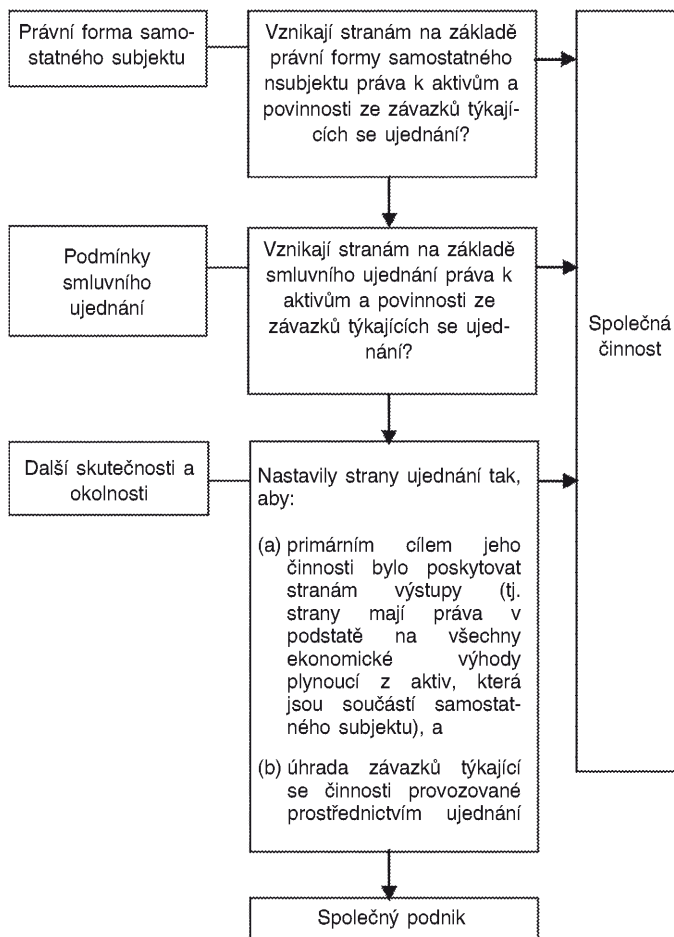 Právní forma samo-
statného subjektu
Vznikají stranám na základě
právní formy samostatného
nsubjektu práva k aktivům a
povinnosti ze závazků týkají-
cích se ujednání?
Podmínky
smluvního
ujednání
Vznikají stranám na základě
smluvního ujednání práva k
aktivům a povinnosti ze
závazků týkajících se ujed-
nání?
Společná
činnost
Další skutečnosti a
okolnosti
Nastavily strany ujednání tak,
aby:
(a) primárním cílem jeho
činnosti bylo poskytovat
stranám výstupy (tj.
strany mají práva v
podstatě na všechny
ekonomické výhody
plynoucí z aktiv, která
jsou součástí samostat-
ného subjektu), a
(b) úhrada závazků týkající
se činnosti provozované
prostřednictvím ujednání
Společný podnik